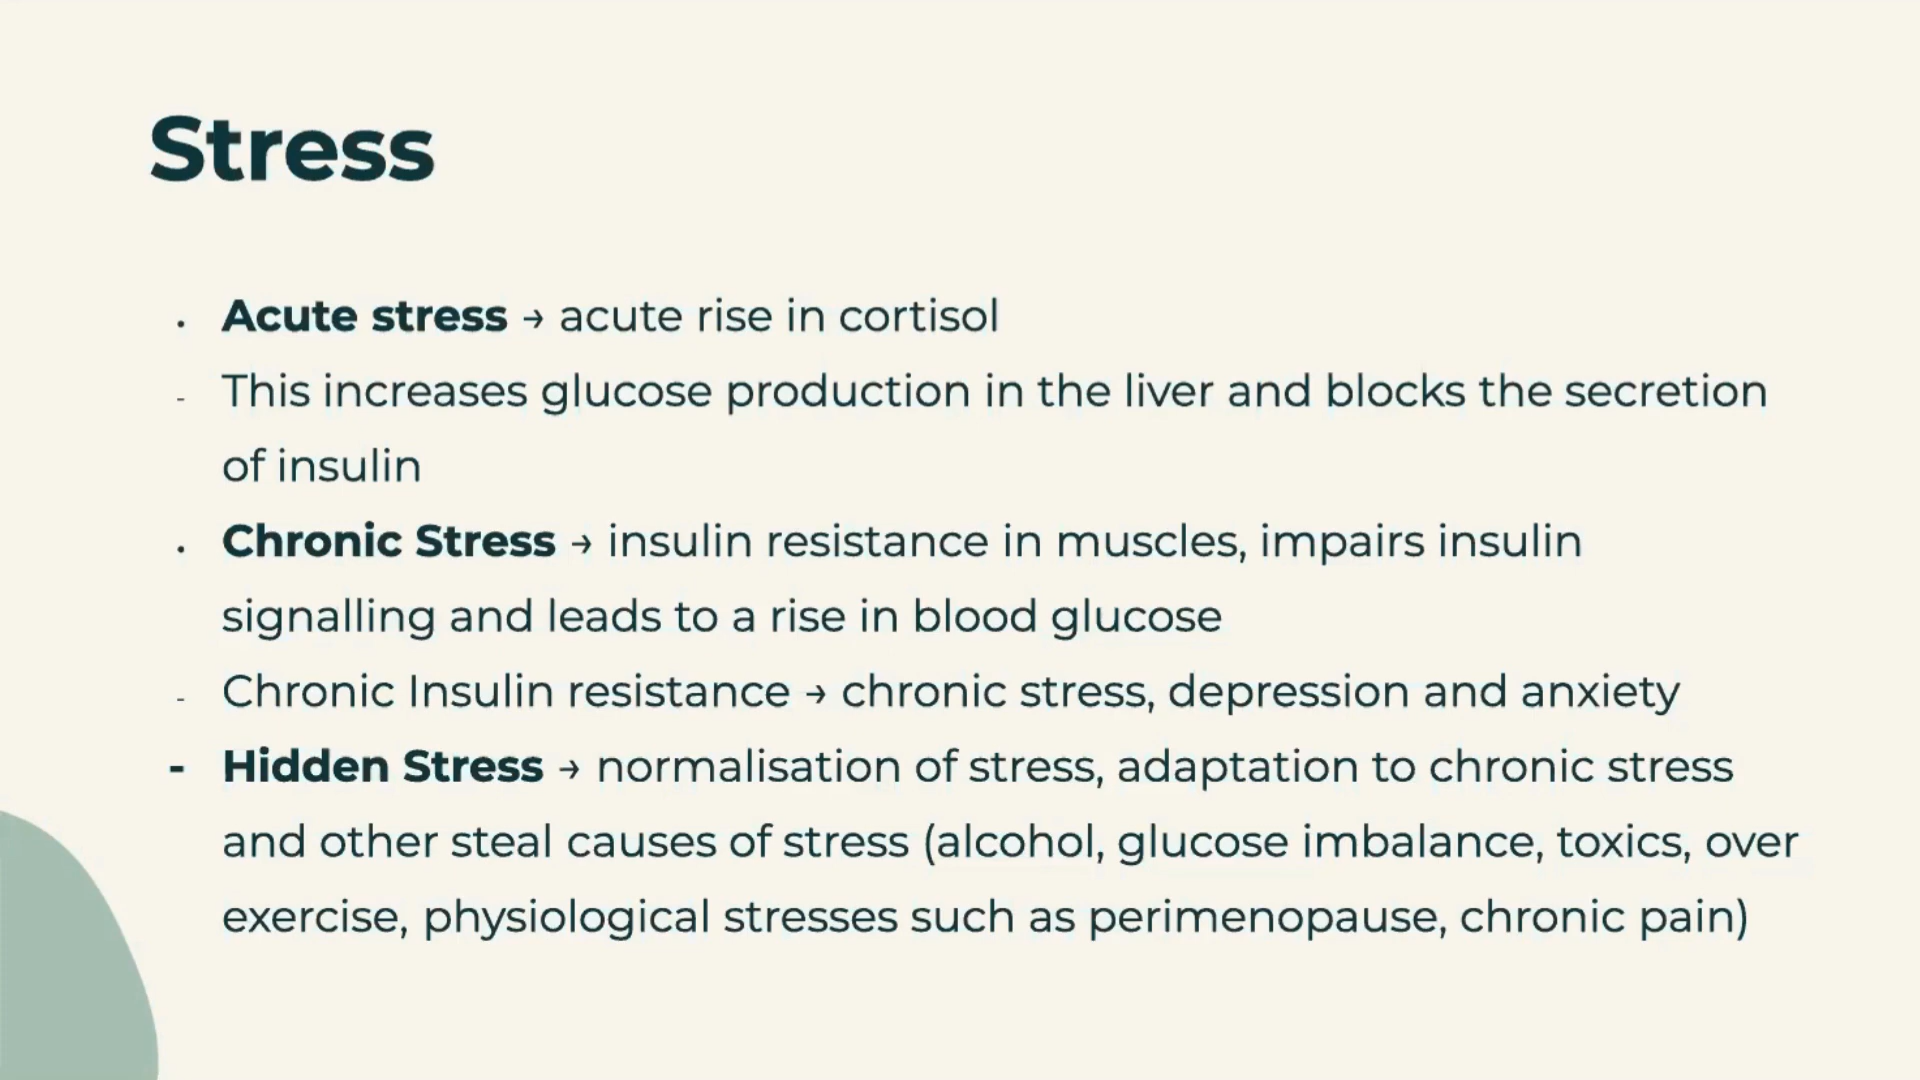 Stress
· Acute stress → acute rise in cortisol
- This increases glucose production in the liver and blocks the secretion
of insulin
· Chronic Stress → insulin resistance in muscles, impairs insulin
signalling and leads to a rise in blood glucose
- Chronic Insulin resistance → chronic stress, depression and anxiety
- Hidden Stress → normalisation of stress, adaptation to chronic stress
and other steal causes of stress (alcohol, glucose imbalance, toxics, over
exercise, physiological stresses such as perimenopause, chronic pain)